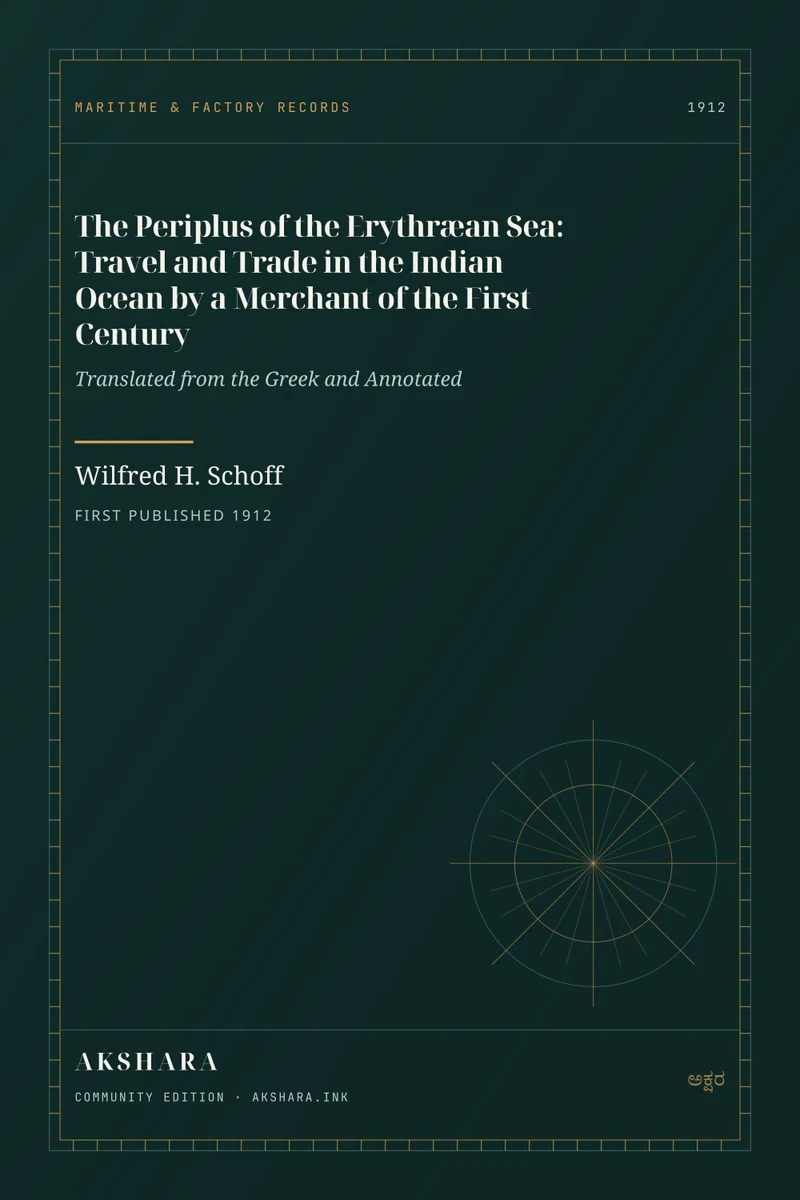 MARITIME & FACTORY RECORDS
1912
The Periplus of the Erythræan Sea:
Travel and Trade in the Indian
Ocean by a Merchant of the First
Century
Translated from the Greek and Annotated
Wilfred H. Schoff
FIRST PUBLISHED 1912
AKSHARA
COMMUNITY EDITION · AKSHARA.INK
ಅಕ್ಷರ